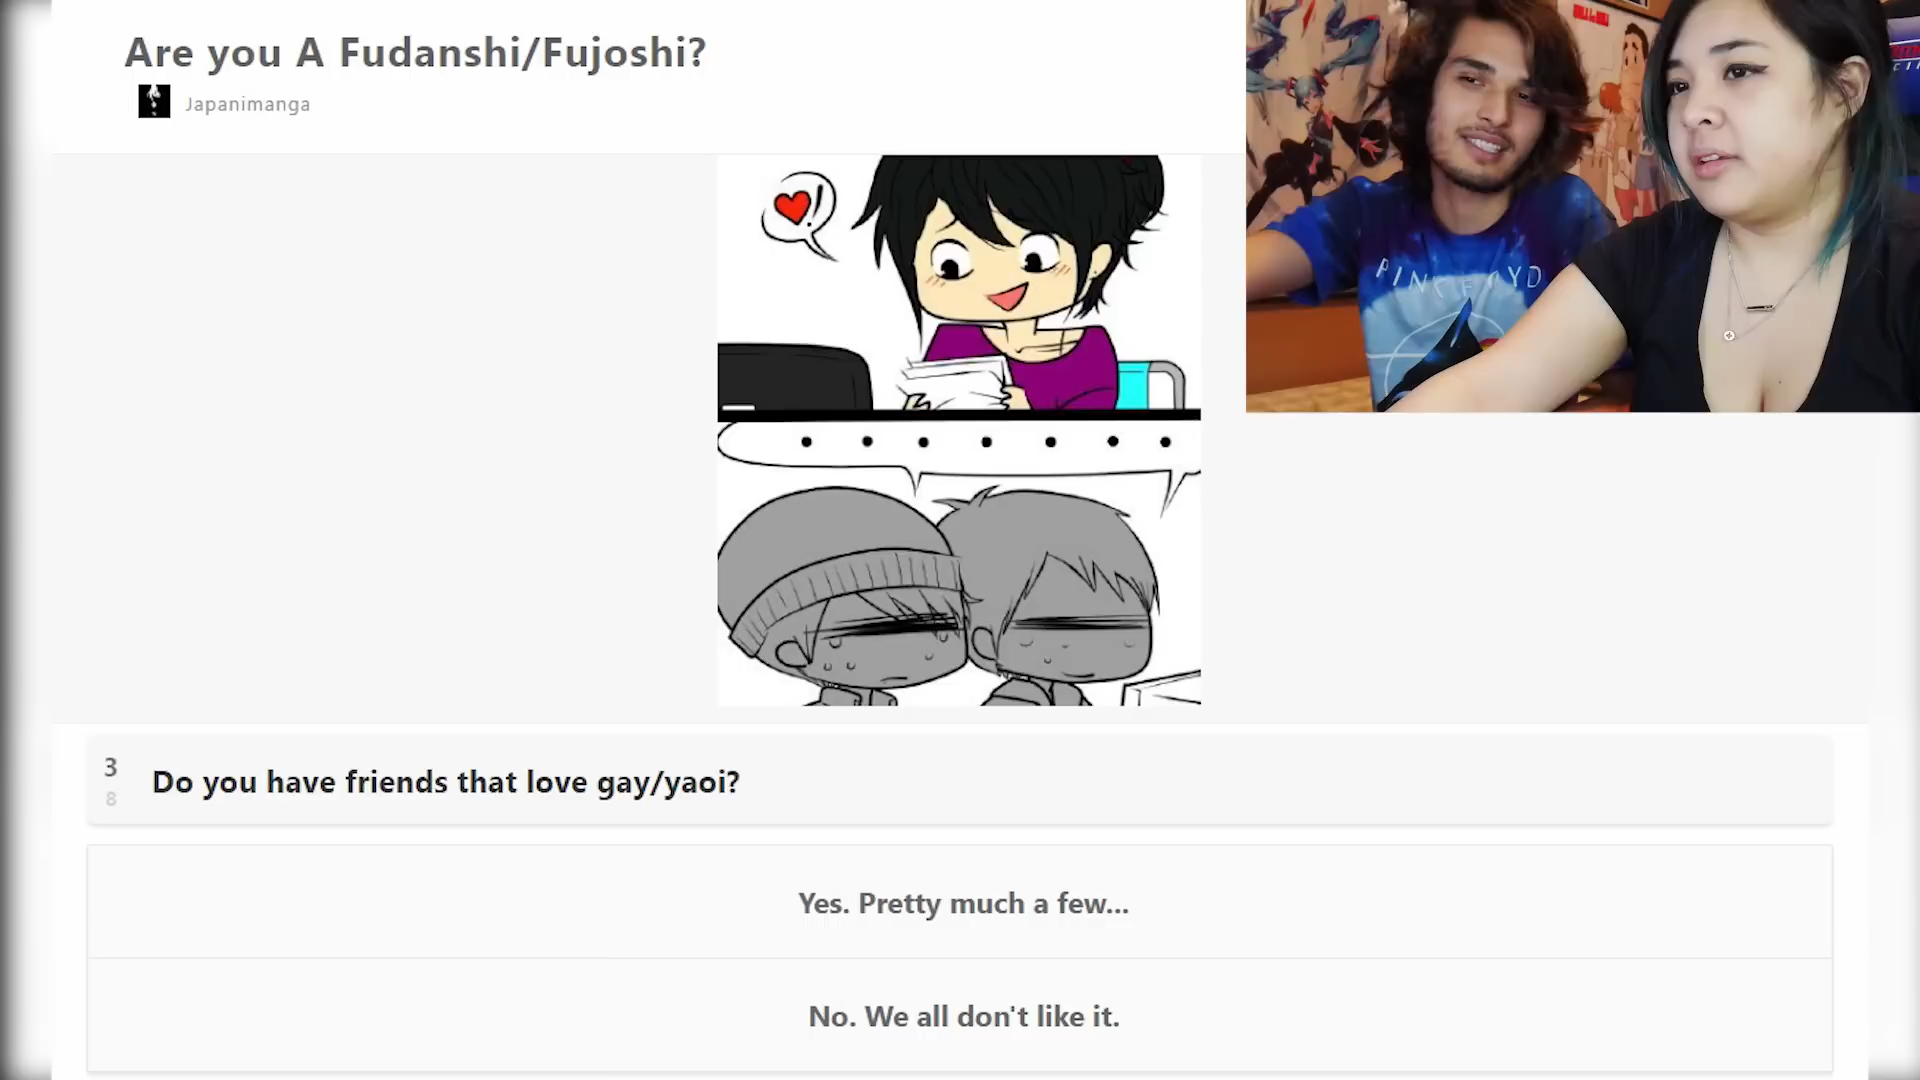 Are you A Fudanshi/Fujoshi?
Japanimanga
!
3
8
Do you have friends that love gay/yaoi?
Yes. Pretty much a few...
No. We all don't like it.